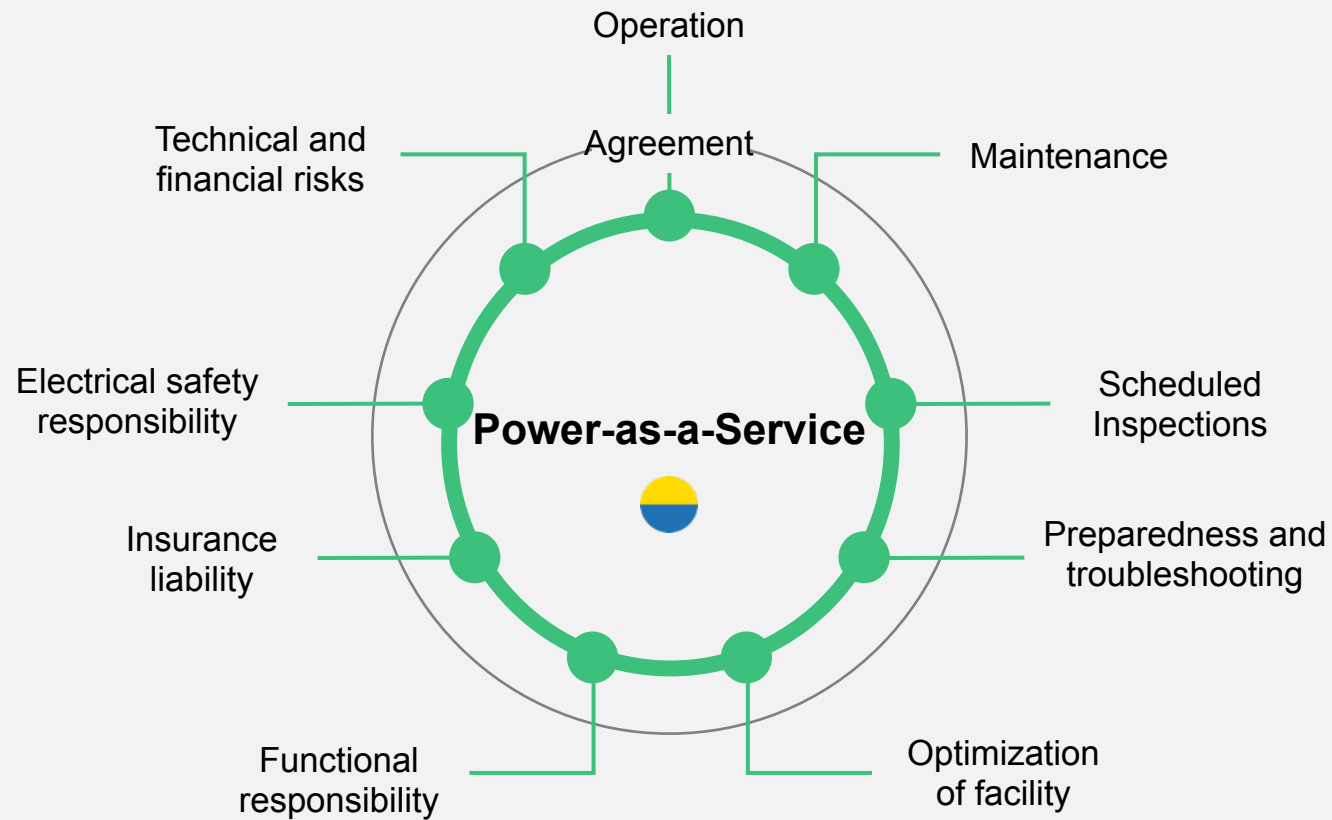 Operation
Agreement
Technical and
financial risks
Maintenance
Electrical safety
responsibility
Power-as-a-Service
Scheduled
Inspections
Insurance
liability
Preparedness and
troubleshooting
Functional
responsibility
Optimization
of facility